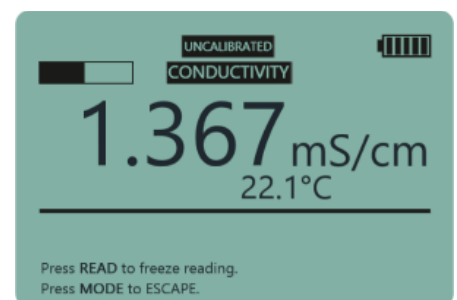 UNCALIBRATED
CONDUCTIVITY
1.367 mS/cm
22.1°C
Press READ to freeze reading.
Press MODE to ESCAPE.